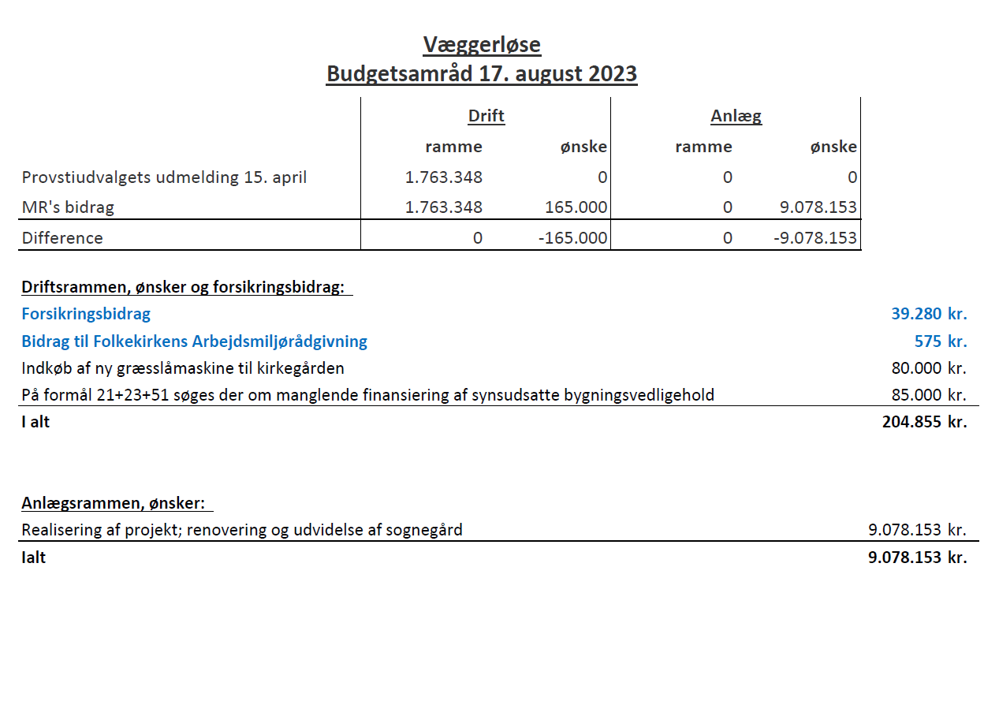 Væggerløse
Budgetsamråd 17. august 2023
Drift Anlæg
ramme ønske ramme ønske
Provstiudvalgets udmelding 15. april 1.763.348 0 0 0
MR's bidrag 1.763.348 165.000 0 9.078.153
Difference 0 -165.000 0 -9.078.153
Driftsrammen, ønsker og forsikringsbidrag:
Forsikringsbidrag 39.280 kr.
Bidrag til Folkekirkens Arbejdsmiljørådgivning 575 kr.
Indkøb af ny græsslåmaskine til kirkegården 80.000 kr.
På formål 21+23+51 søges der om manglende finansiering af synsudsatte bygningsvedligehold 85.000 kr.
I alt 204.855 kr.
Anlægsrammen, ønsker:
Realisering af projekt; renovering og udvidelse af sognegård 9.078.153 kr.
Ialt 9.078.153 kr.